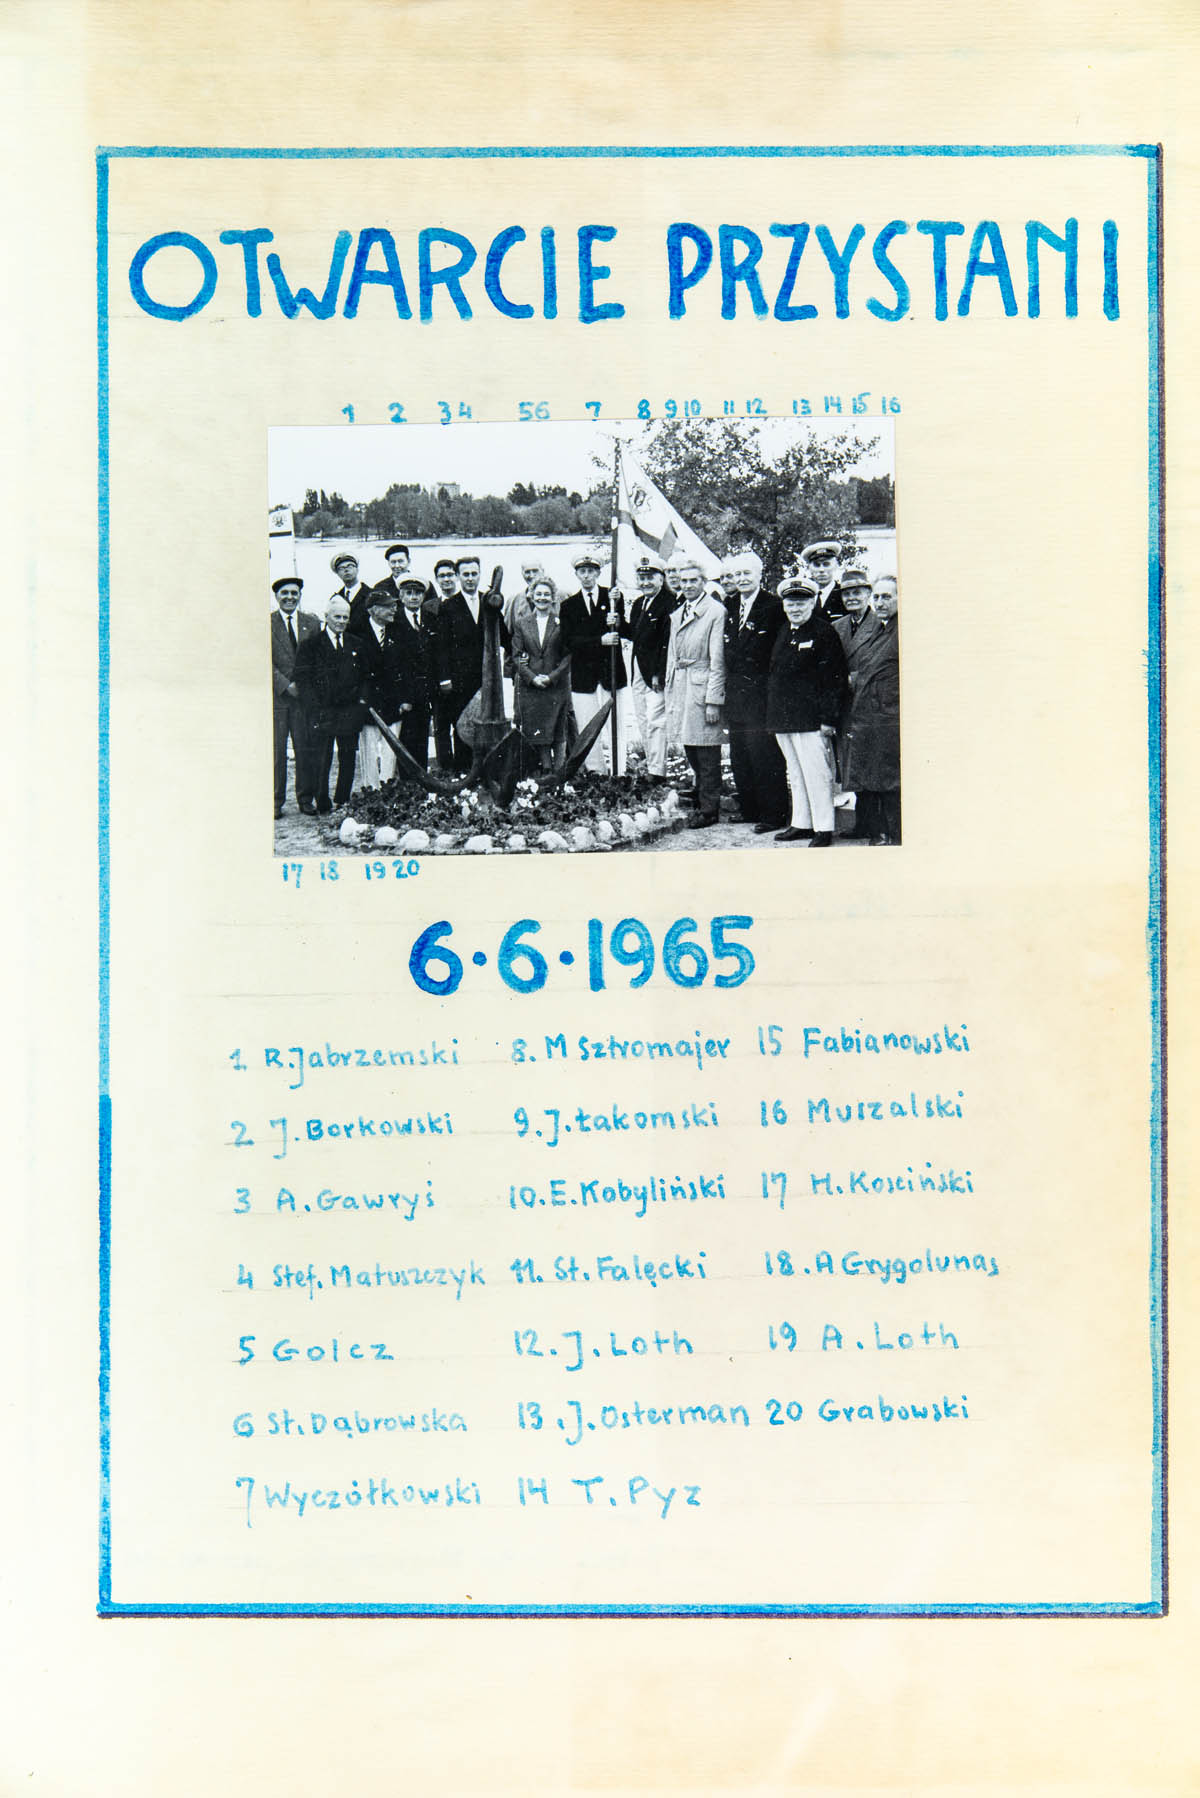 OTWARCIE PRZYSTANI
1 2 3 4 5 6 7 8 9 10 11 12 13 14 15 16
17 18 19 20
6·6·1965
1 R. Jabrzemski
2 J. Borkowski
3 A. Gawryś
4 Stef. Matuszczyk
5 Golcz
6 St. Dąbrowska
7 Wyczółkowski
8. M Sztromajer
9. J. Łakomski
10. E. Kobyliński
11. St. Falęcki
12. J. Loth
13. J. Osterman
14 T. Pyz
15 Fabianowski
16 Muszalski
17 H. Kosciński
18. A Grygolunas
19 A. Loth
20 Grabowski